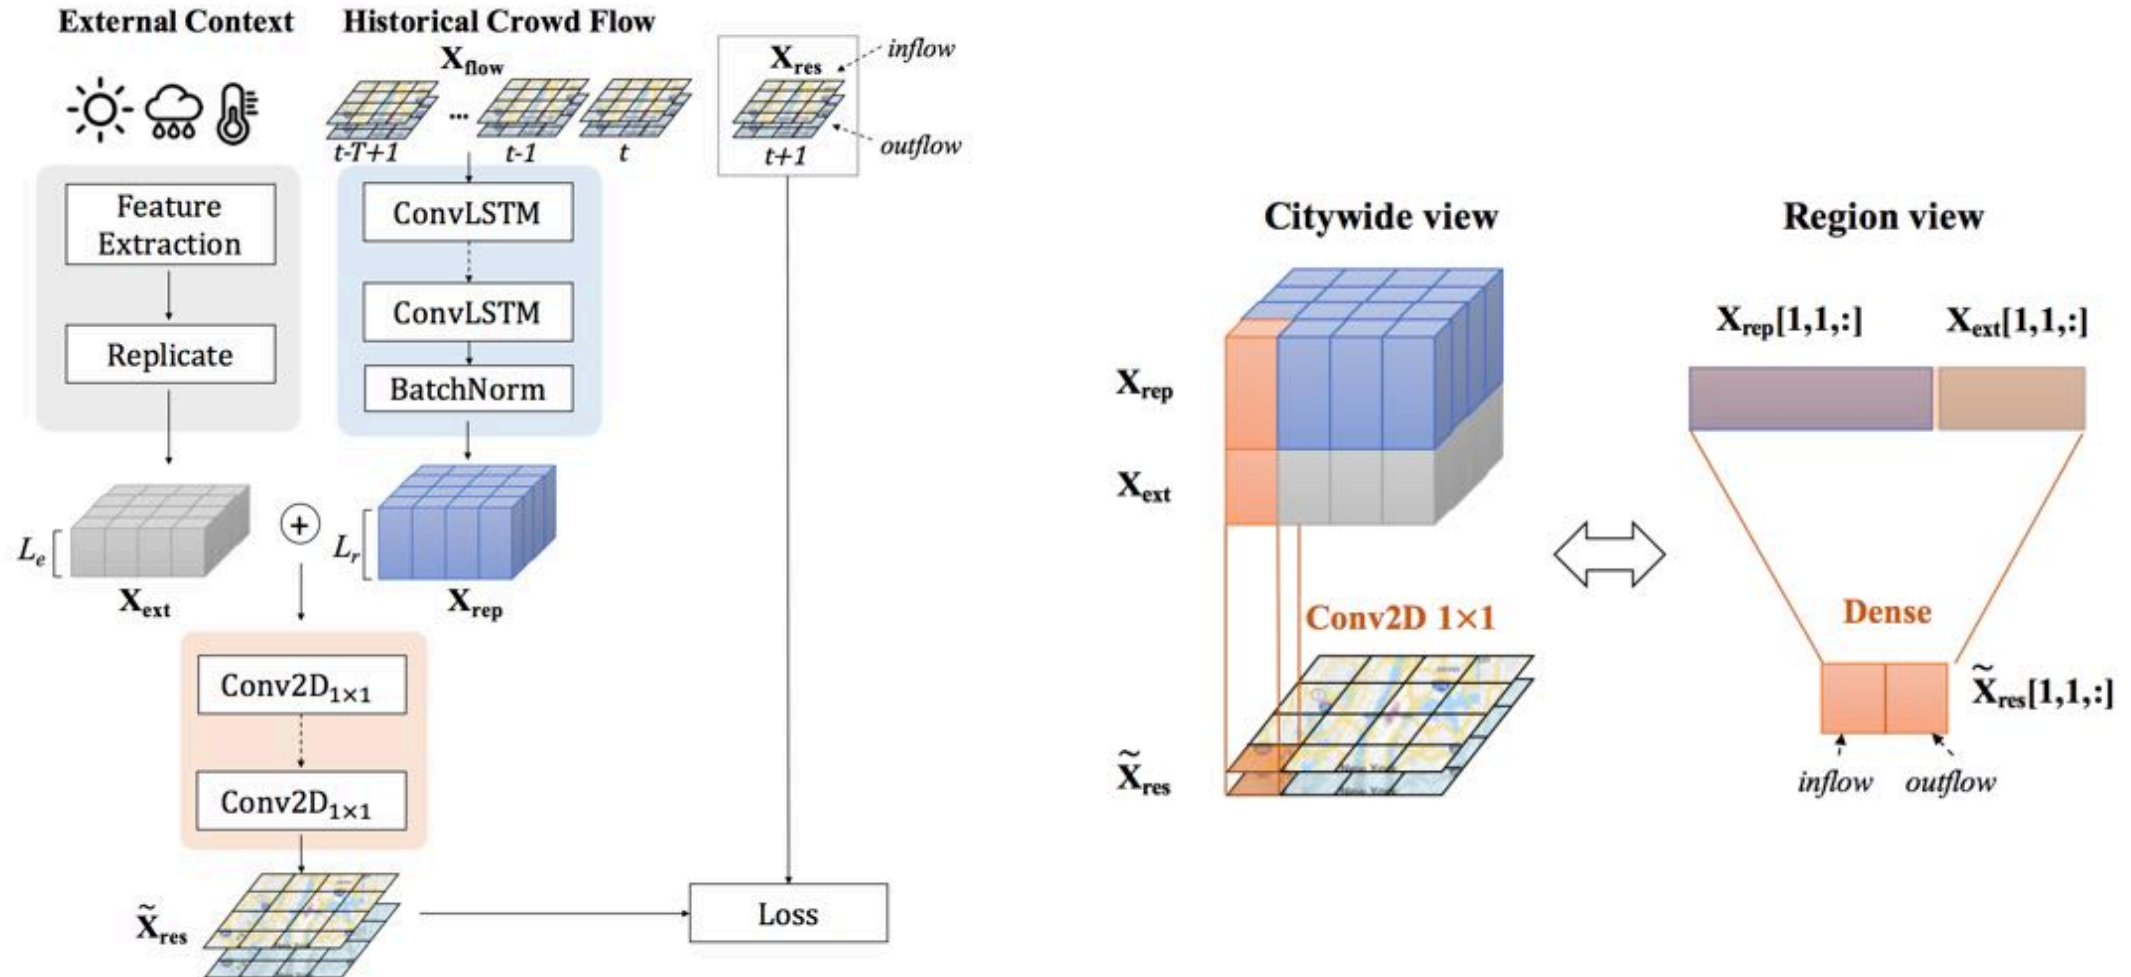 External Context
Historical Crowd Flow
X_flow
t-T+1
...
t-1
t
X_res
t+1
inflow
outflow
Feature
Extraction
Replicate
ConvLSTM
ConvLSTM
BatchNorm
L_e
X_ext
+
L_r
X_rep
Conv2D_1×1
Conv2D_1×1
X̃_res
Loss
Citywide view
X_rep
X_ext
Conv2D 1×1
X̃_res
Region view
X_rep[1,1,:]
X_ext[1,1,:]
Dense
X̃_res[1,1,:]
inflow
outflow